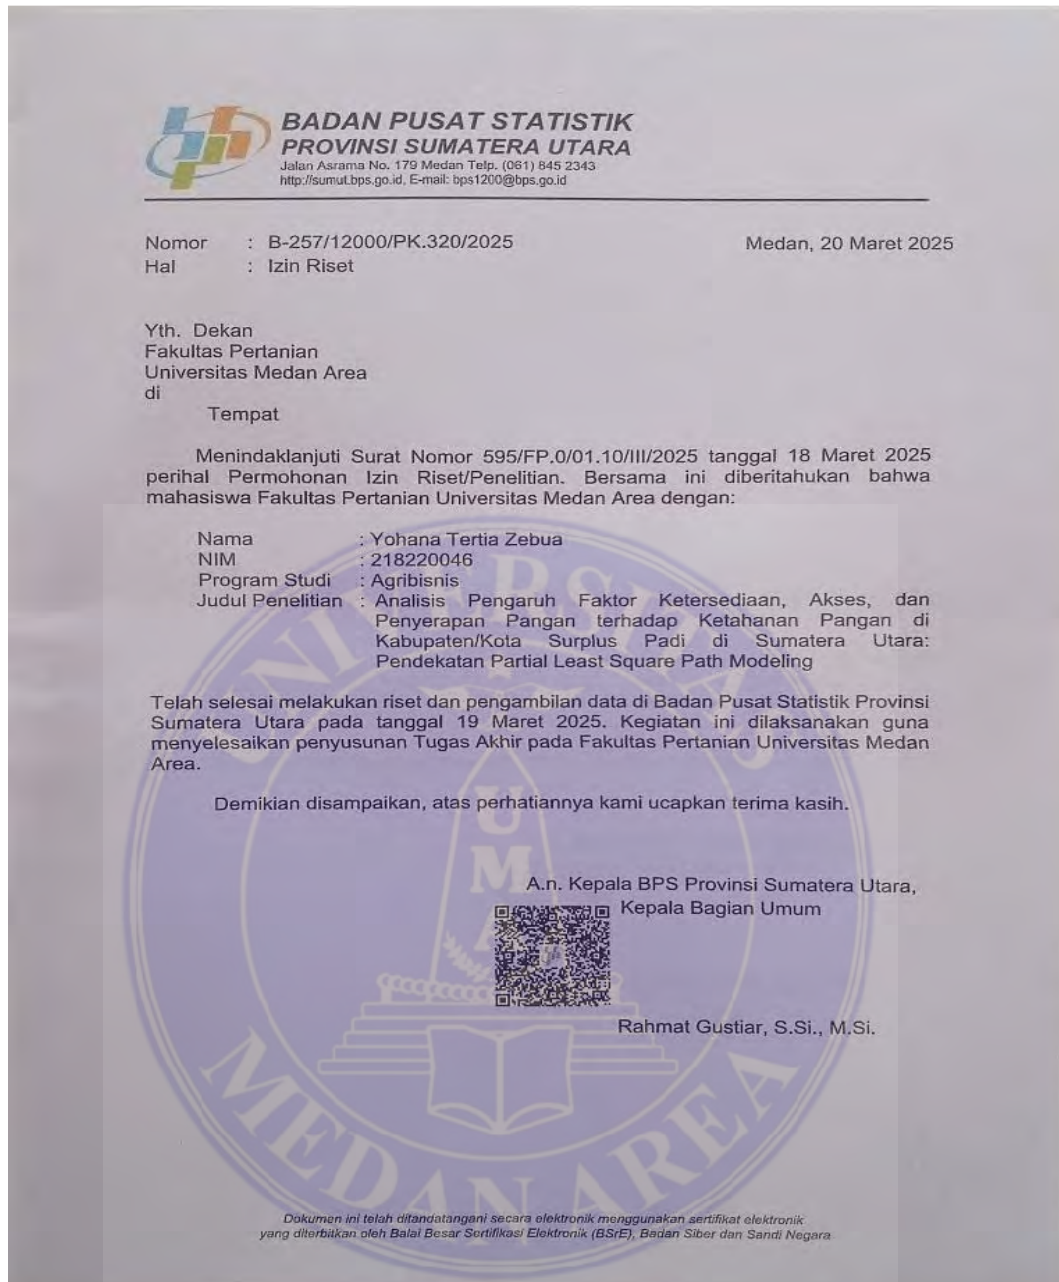 BADAN PUSAT STATISTIK
PROVINSI SUMATERA UTARA
Jalan Asrama No. 179 Medan Telp. (061) 845 2343
http://sumut.bps.go.id, E-mail: bps1200@bps.go.id
Nomor : B-257/12000/PK.320/2025 Medan, 20 Maret 2025
Hal : Izin Riset
Yth. Dekan
Fakultas Pertanian
Universitas Medan Area
di
Tempat
Menindaklanjuti Surat Nomor 595/FP.0/01.10/III/2025 tanggal 18 Maret 2025
perihal Permohonan Izin Riset/Penelitian. Bersama ini diberitahukan bahwa
mahasiswa Fakultas Pertanian Universitas Medan Area dengan:
Nama : Yohana Tertia Zebua
NIM : 218220046
Program Studi : Agribisnis
Judul Penelitian : Analisis Pengaruh Faktor Ketersediaan, Akses, dan
Penyerapan Pangan terhadap Ketahanan Pangan di
Kabupaten/Kota Surplus Padi di Sumatera Utara:
Pendekatan Partial Least Square Path Modeling
Telah selesai melakukan riset dan pengambilan data di Badan Pusat Statistik Provinsi
Sumatera Utara pada tanggal 19 Maret 2025. Kegiatan ini dilaksanakan guna
menyelesaikan penyusunan Tugas Akhir pada Fakultas Pertanian Universitas Medan
Area.
Demikian disampaikan, atas perhatiannya kami ucapkan terima kasih.
A.n. Kepala BPS Provinsi Sumatera Utara,
Kepala Bagian Umum
Rahmat Gustiar, S.Si., M.Si.
UNIVERSITAS
UMA
MEDAN AREA
Dokumen ini telah ditandatangani secara elektronik menggunakan sertifikat elektronik
yang diterbitkan oleh Balai Besar Sertifikasi Elektronik (BSrE), Badan Siber dan Sandi Negara